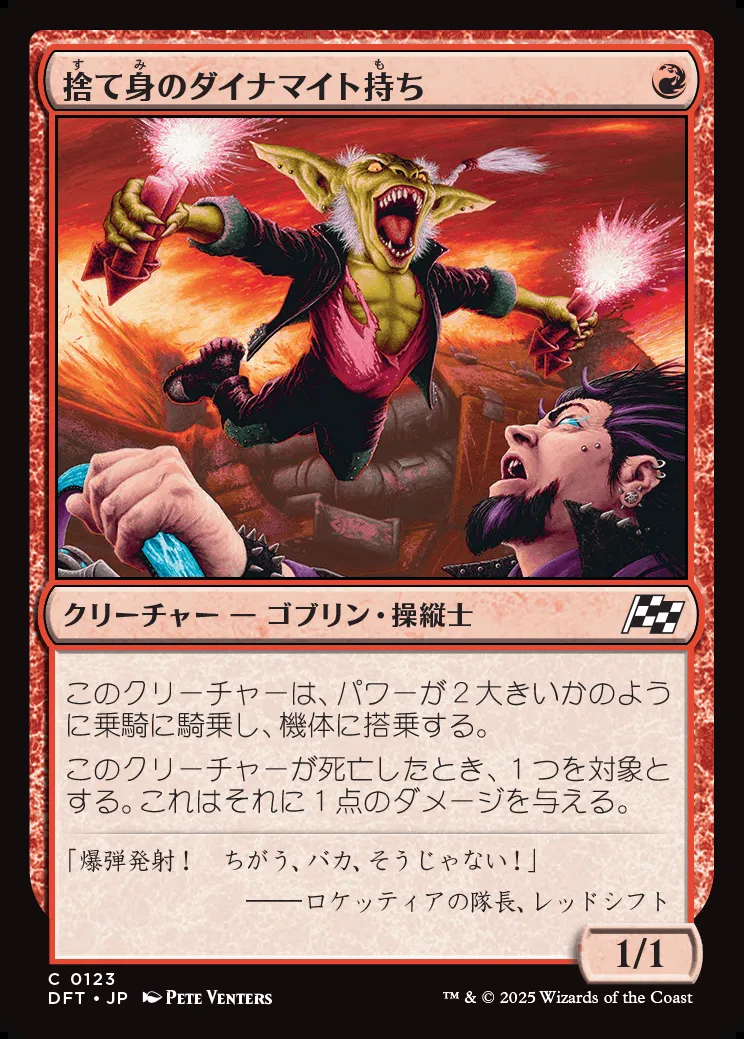 捨て身のダイナマイト持ち
クリーチャー — ゴブリン・操縦士
このクリーチャーは、パワーが２大きいかのよう
に乗騎に騎乗し、機体に搭乗する。
このクリーチャーが死亡したとき、１つを対象と
する。これはそれに１点のダメージを与える。
「爆弾発射！　ちがう、バカ、そうじゃない！」
――ロケッティアの隊長、レッドシフト
1/1
C 0123
DFT • JP PETE VENTERS
™ & © 2025 Wizards of the Coast